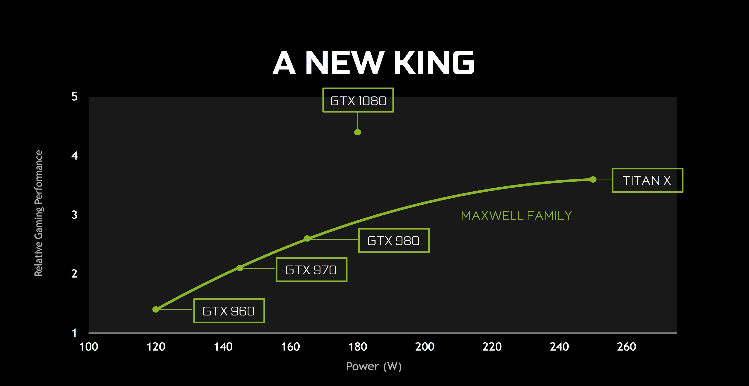 A NEW KING
5
GTX 1080
4
Relative Gaming Performance
TITAN X
3
MAXWELL FAMILY
GTX 980
2
GTX 970
GTX 960
1
100 120 140 160 180 200 220 240 260
Power (W)